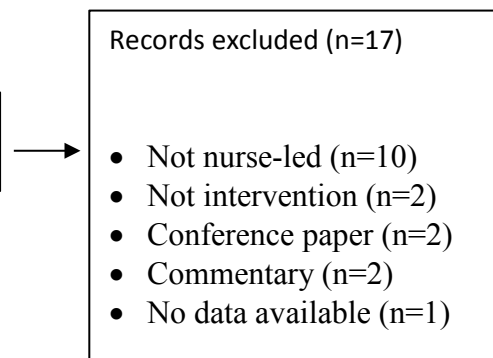 Records excluded (n=17)
• Not nurse-led (n=10)
• Not intervention (n=2)
• Conference paper (n=2)
• Commentary (n=2)
• No data available (n=1)